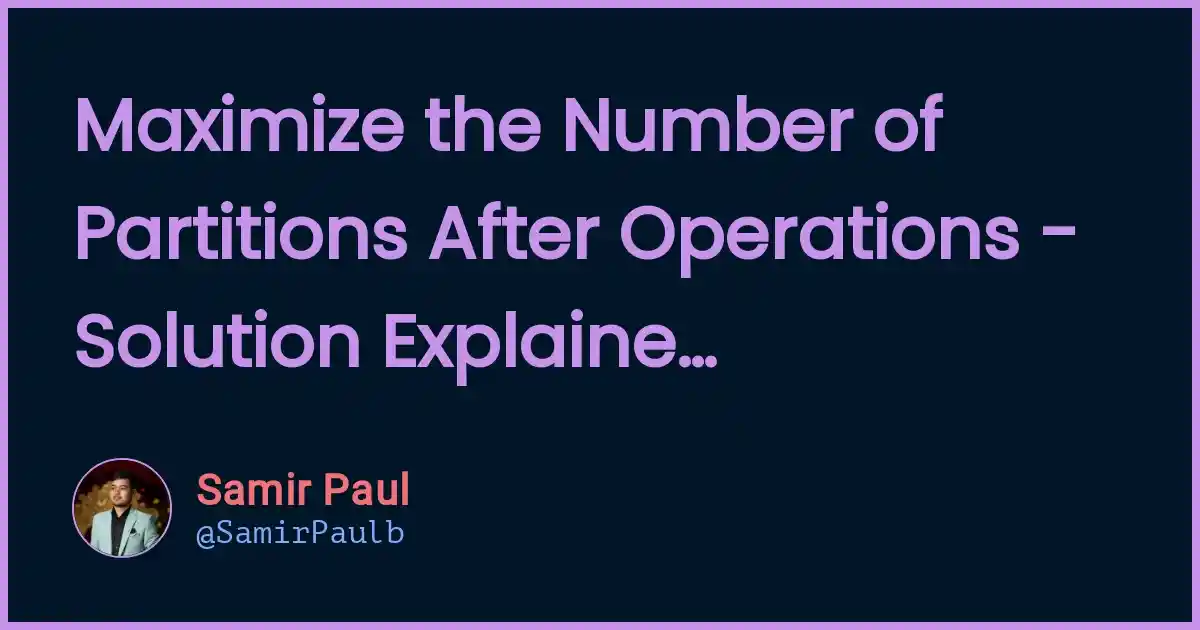 Maximize the Number of
Partitions After Operations -
Solution Explaine...
Samir Paul
@SamirPaulb